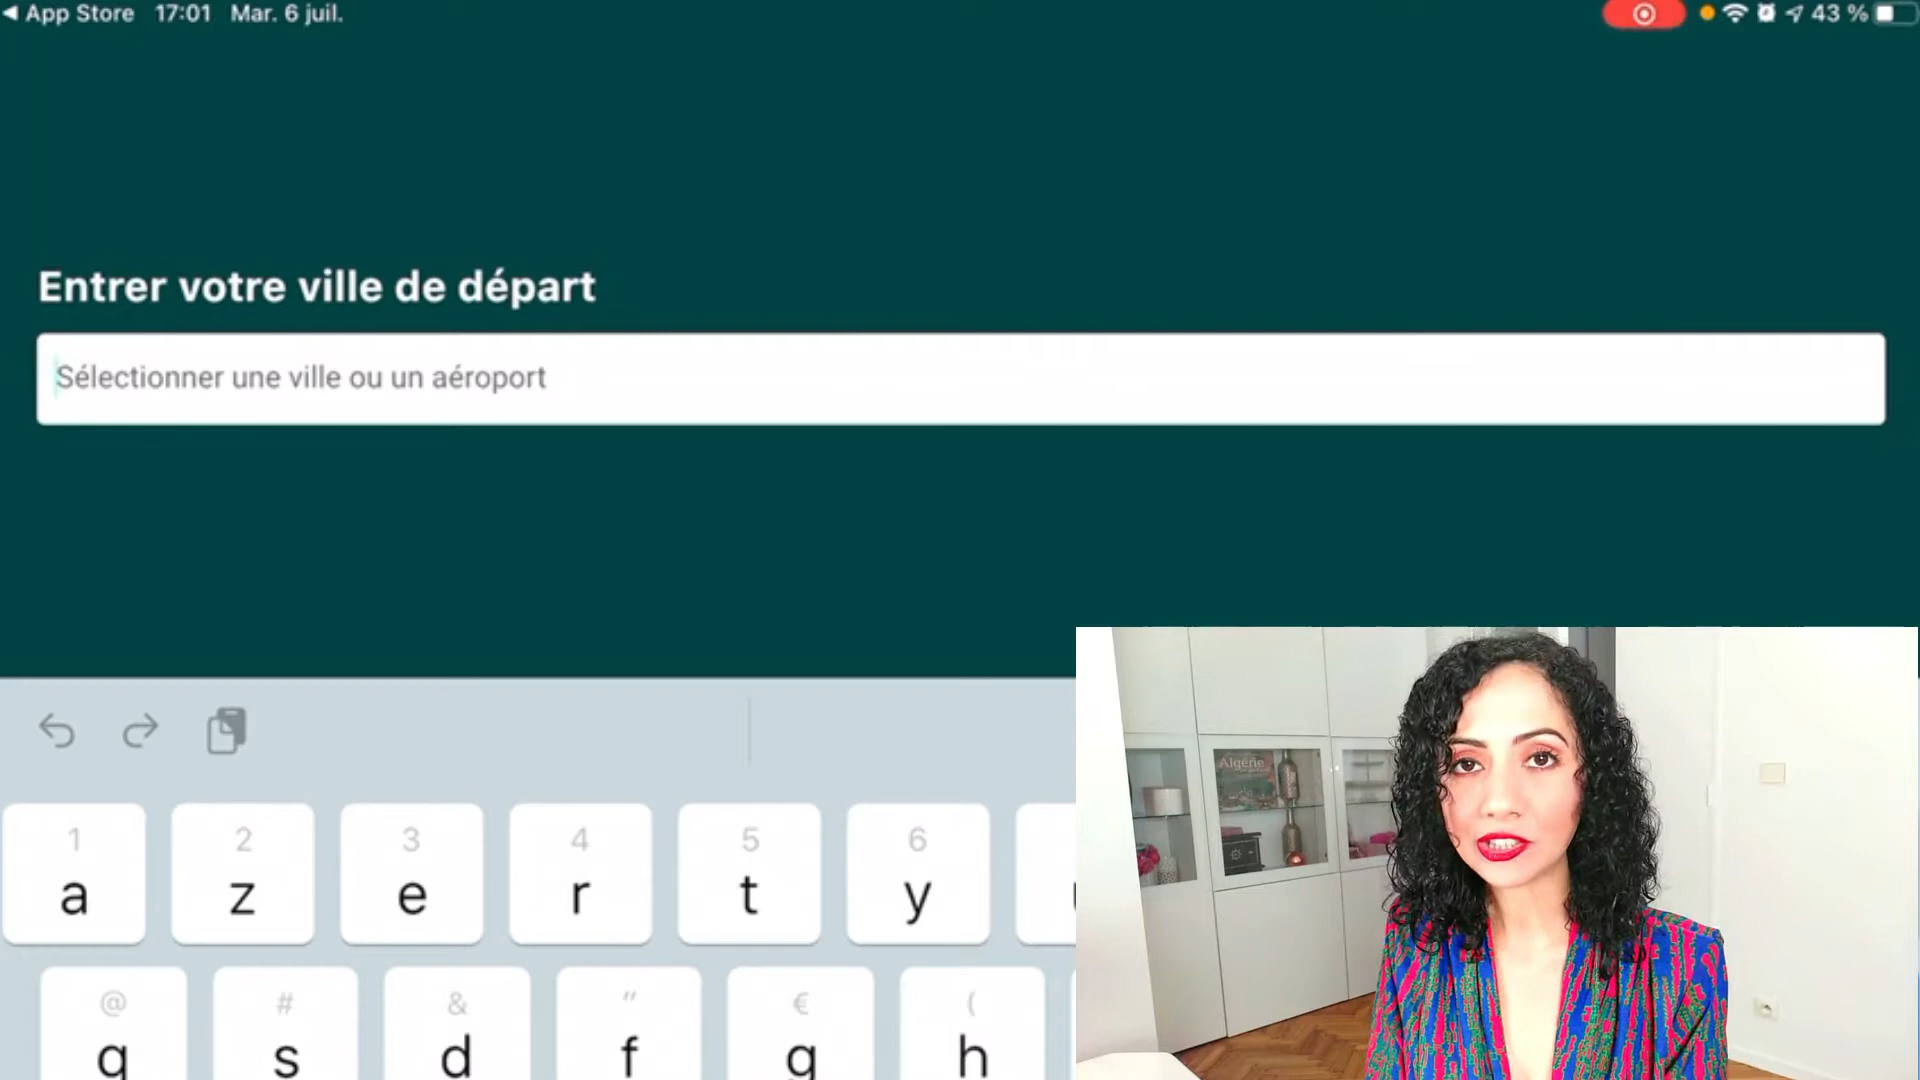 ◀ App Store 17:01 Mar. 6 juil. 43 %
Entrer votre ville de départ
Sélectionner une ville ou un aéroport
1 2 3 4 5 6
a z e r t y
@ # & " € (
q s d f g h
Algérie